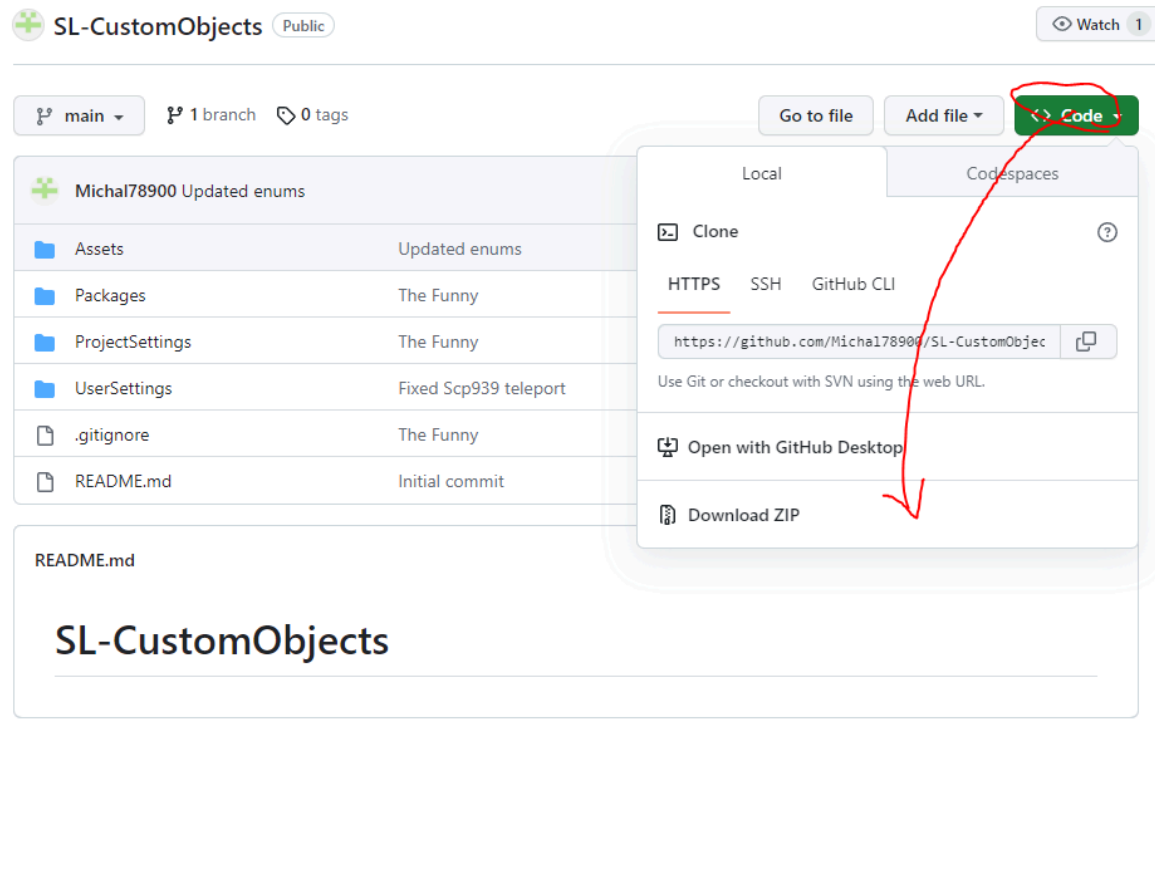 SL-CustomObjects Public Watch 1
main 1 branch 0 tags Go to file Add file Code
Local Codespaces
Michal78900 Updated enums
Clone
Assets Updated enums
HTTPS SSH GitHub CLI
Packages The Funny
ProjectSettings The Funny
https://github.com/Michal78900/SL-CustomObjec
Use Git or checkout with SVN using the web URL.
UserSettings Fixed Scp939 teleport
.gitignore The Funny
Open with GitHub Desktop
README.md Initial commit
Download ZIP
README.md
SL-CustomObjects